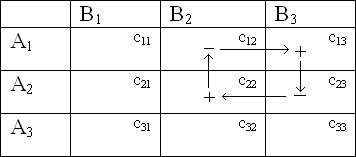 B₁ B₂ B₃
A₁ c₁₁ c₁₂ c₁₃
− +
A₂ c₂₁ c₂₂ c₂₃
+ −
A₃ c₃₁ c₃₂ c₃₃